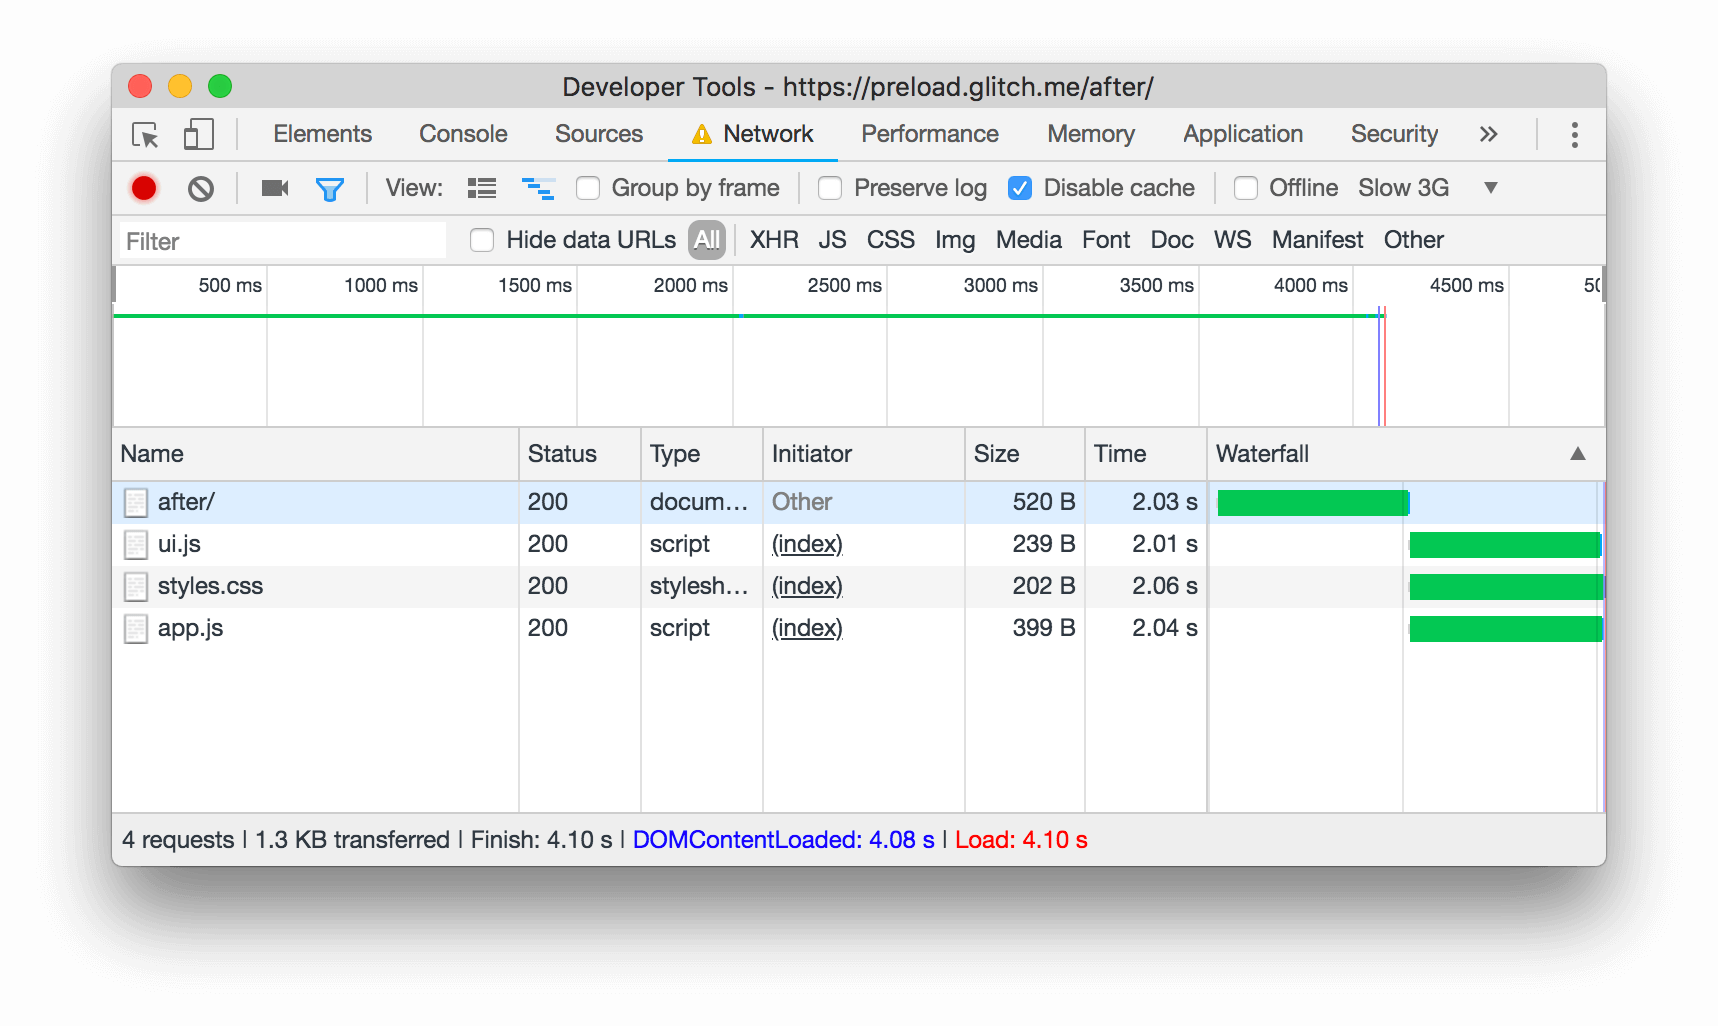 Developer Tools - https://preload.glitch.me/after/
Elements Console Sources Network Performance Memory Application Security »
View: Group by frame Preserve log Disable cache Offline Slow 3G ▼
Filter Hide data URLs All XHR JS CSS Img Media Font Doc WS Manifest Other
500 ms 1000 ms 1500 ms 2000 ms 2500 ms 3000 ms 3500 ms 4000 ms 4500 ms
Name Status Type Initiator Size Time Waterfall ▲
after/ 200 docum... Other 520 B 2.03 s
ui.js 200 script (index) 239 B 2.01 s
styles.css 200 stylesh... (index) 202 B 2.06 s
app.js 200 script (index) 399 B 2.04 s
4 requests | 1.3 KB transferred | Finish: 4.10 s | DOMContentLoaded: 4.08 s | Load: 4.10 s